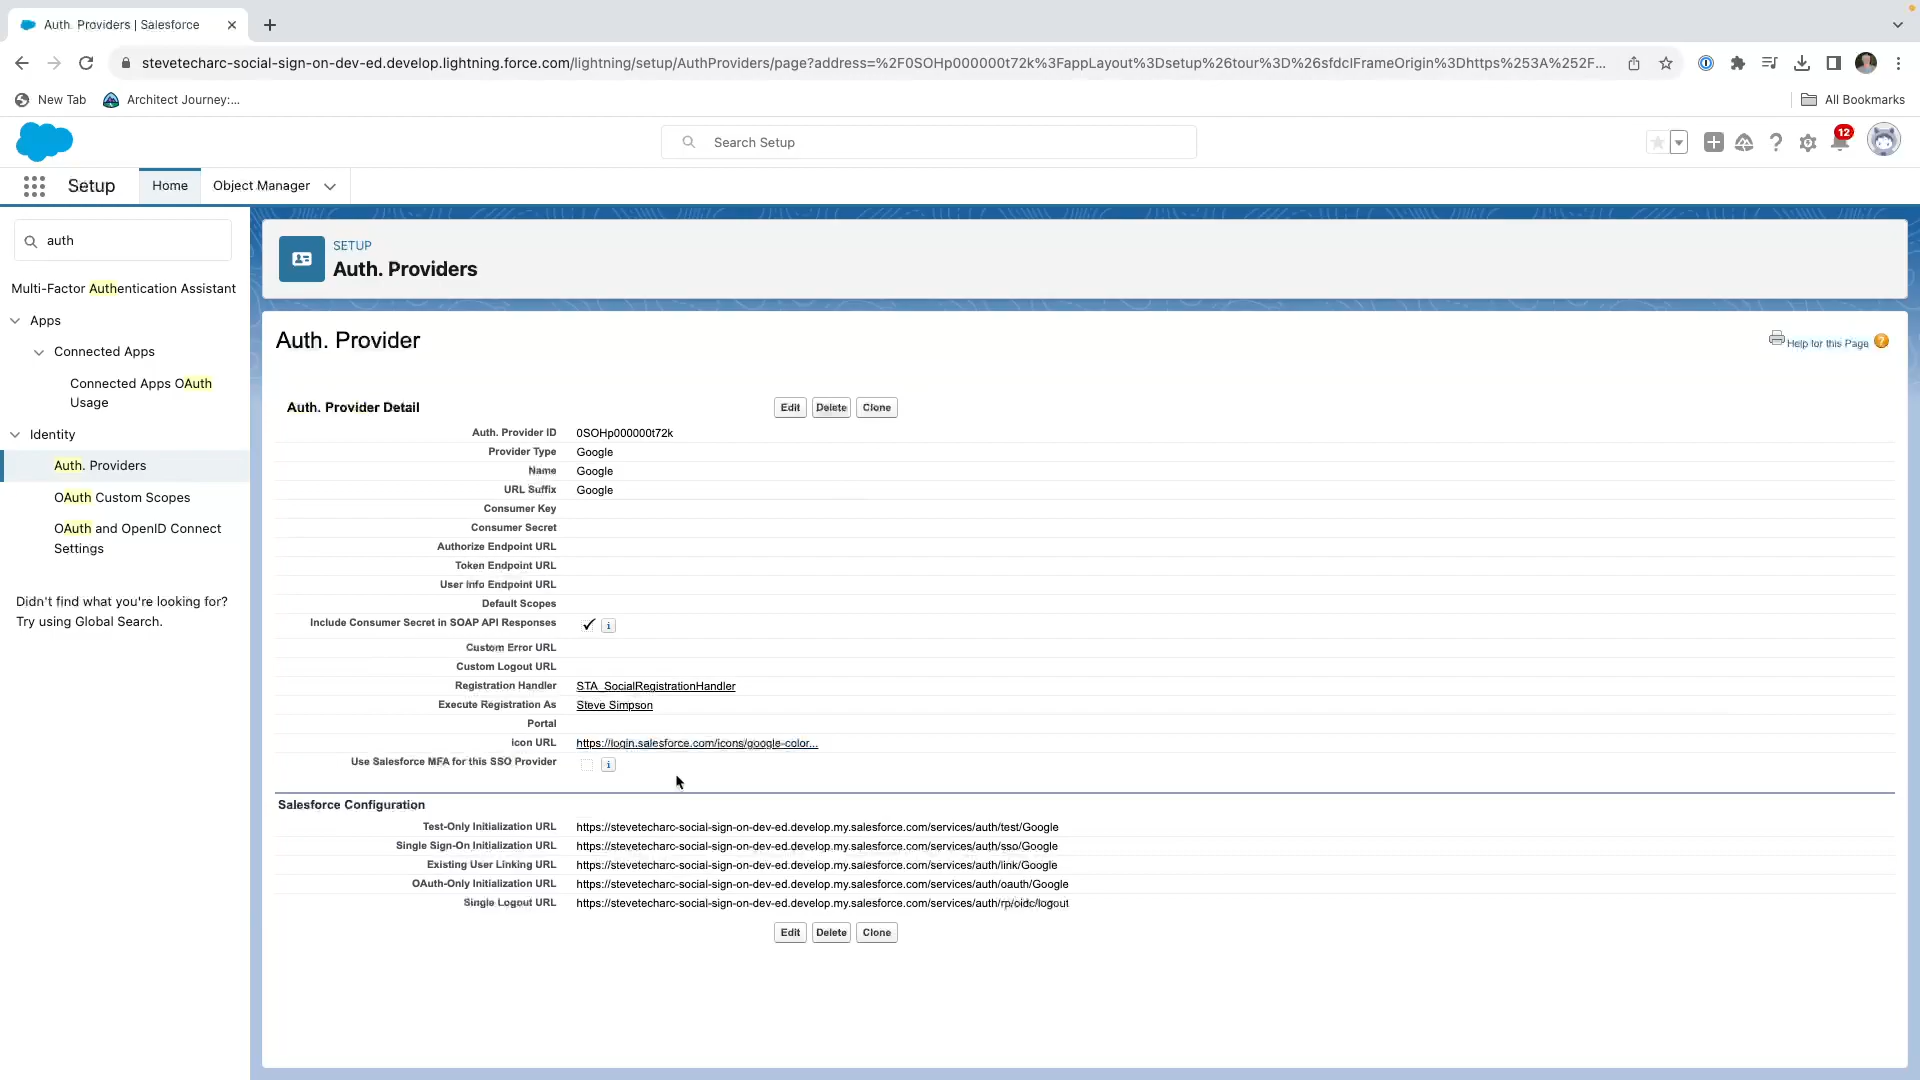 Auth. Providers | Salesforce
stevetecharc-social-sign-on-dev-ed.develop.lightning.force.com/lightning/setup/AuthProviders/page?address=%2F0SOHp000000t72k%3FappLayout%3Dsetup%26tour%3D%26sfdcIFrameOrigin%3Dhttps%253A%252F...
New Tab
Architect Journey:...
All Bookmarks
Search Setup
12
Setup
Home
Object Manager
auth
SETUP
Auth. Providers
Multi-Factor Authentication Assistant
Apps
Connected Apps
Connected Apps OAuth
Usage
Identity
Auth. Providers
OAuth Custom Scopes
OAuth and OpenID Connect
Settings
Didn't find what you're looking for?
Try using Global Search.
Auth. Provider
Help for this Page ?
Auth. Provider Detail
Edit
Delete
Clone
Auth. Provider ID 0SOHp000000t72k
Provider Type Google
Name Google
URL Suffix Google
Consumer Key
Consumer Secret
Authorize Endpoint URL
Token Endpoint URL
User Info Endpoint URL
Default Scopes
Include Consumer Secret in SOAP API Responses i
Custom Error URL
Custom Logout URL
Registration Handler STA_SocialRegistrationHandler
Execute Registration As Steve Simpson
Portal
Icon URL https://login.salesforce.com/icons/google-color...
Use Salesforce MFA for this SSO Provider i
Salesforce Configuration
Test-Only Initialization URL https://stevetecharc-social-sign-on-dev-ed.develop.my.salesforce.com/services/auth/test/Google
Single Sign-On Initialization URL https://stevetecharc-social-sign-on-dev-ed.develop.my.salesforce.com/services/auth/sso/Google
Existing User Linking URL https://stevetecharc-social-sign-on-dev-ed.develop.my.salesforce.com/services/auth/link/Google
OAuth-Only Initialization URL https://stevetecharc-social-sign-on-dev-ed.develop.my.salesforce.com/services/auth/oauth/Google
Single Logout URL https://stevetecharc-social-sign-on-dev-ed.develop.my.salesforce.com/services/auth/rp/oidc/logout
Edit
Delete
Clone